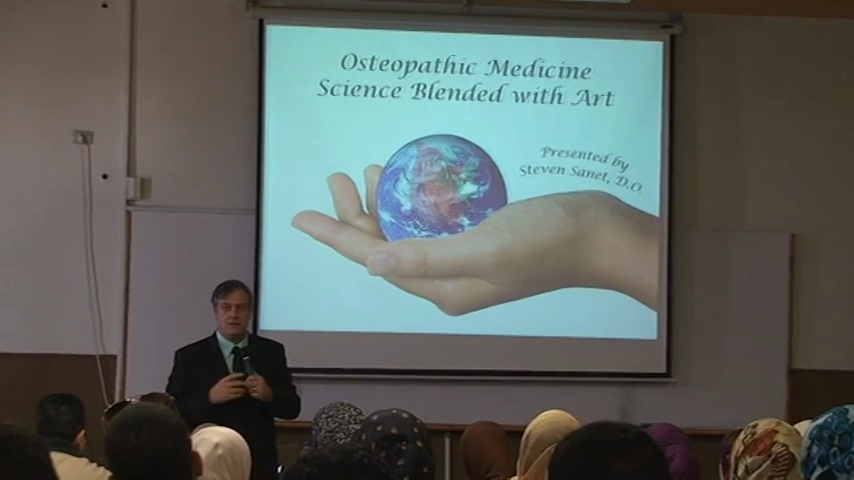 Osteopathic Medicine
Science Blended with Art
Presented by
Steven Sanet, D.O.